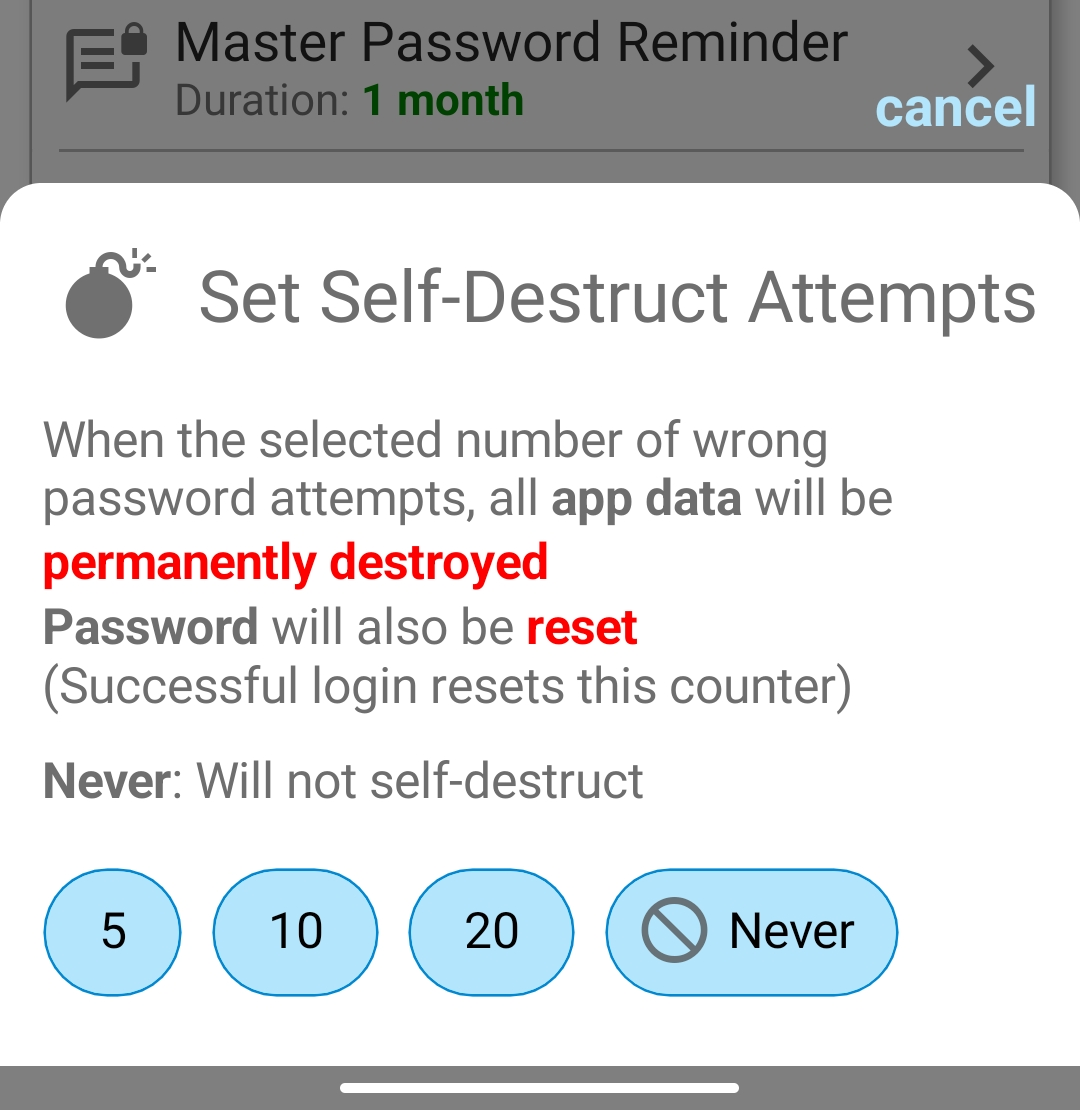 Master Password Reminder
Duration: 1 month
cancel
Set Self-Destruct Attempts
When the selected number of wrong
password attempts, all app data will be
permanently destroyed
Password will also be reset
(Successful login resets this counter)
Never: Will not self-destruct
5 10 20 Never